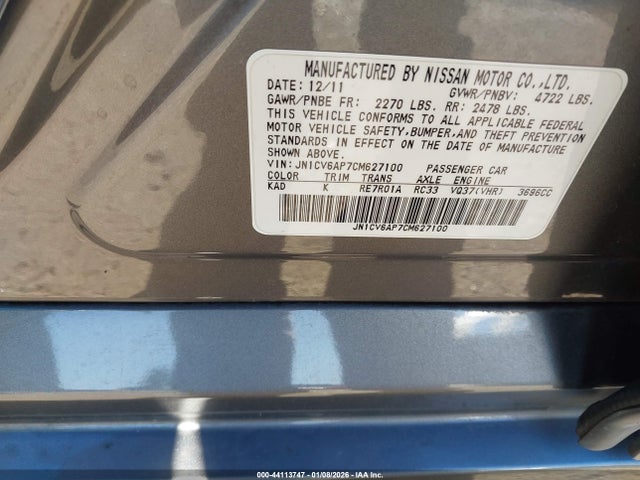 MANUFACTURED BY NISSAN MOTOR CO.,LTD.
DATE: 12/11 GVWR/PNBV: 4722 LBS.
GAWR/PNBE FR: 2270 LBS. RR: 2478 LBS.
THIS VEHICLE CONFORMS TO ALL APPLICABLE FEDERAL
MOTOR VEHICLE SAFETY,BUMPER,AND THEFT PREVENTION
STANDARDS IN EFFECT ON THE DATE OF MANUFACTURE
SHOWN ABOVE.
VIN: JN1CV6AP7CM627100 PASSENGER CAR
COLOR TRIM TRANS AXLE ENGINE
KAD K RE7R01A RC33 VQ37(VHR) 3696CC
JN1CV6AP7CM627100
000-44113747 - 01/08/2026 - IAA Inc.